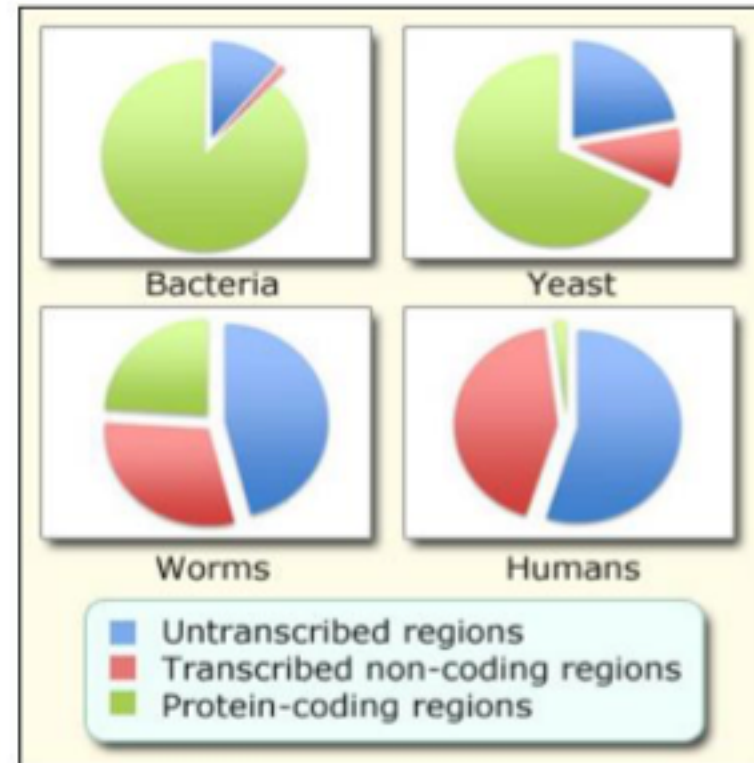 Bacteria
Yeast
Worms
Humans
Untranscribed regions
Transcribed non-coding regions
Protein-coding regions